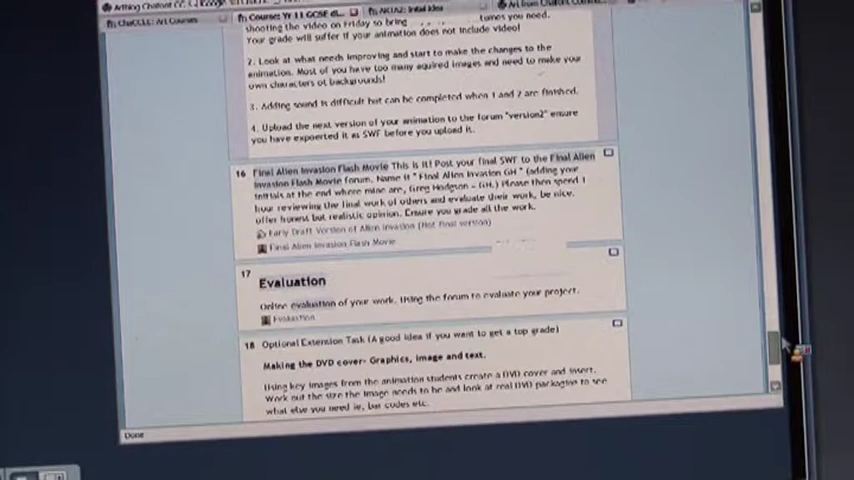 ChaCCLE: Art Courses
Course: Yr 11 GCSE
AK1A2: Initial Idea
shooting the video on Friday so bring
tomes you need.
Your grade will suffer if your animation does not include video!
2. Look at what needs improving and start to make the changes to the
animation. Most of you have too many aquired images and need to make your
own characters of backgrounds!
3. Adding sound is difficult but can be completed when 1 and 2 are finished.
4. Upload the next version of your animation to the forum "version2" ensure
you have expoerted it as SWF before you upload it.
16 Final Alien Invasion Flash Movie This is it! Post your final SWF to the Final Alien
Invasion Flash Movie forum. Name it " Final Alien Invasion GH " (adding your
initials at the end where mine are, Greg Hodgson - GH.) Please then spend 1
hour reviewing the final work of others and evaluate their work, be nice.
offer honest but realistic opinion. Ensure you grade all the work.
Early Draft Version of Alien Invasion (Not final version)
Final Alien Invasion Flash Movie
17
Evaluation
Online evaluation of your work. Using the forum to evaluate your project.
Evaluation
18 Optional Extension Task (A good idea if you want to get a top grade)
Making the DVD cover- Graphics, image and text.
Using key images from the animation students create a DVD cover and insert.
Work out the size the image needs to be and look at real DVD packaging to see
what else you need ie, bar codes etc.
Done